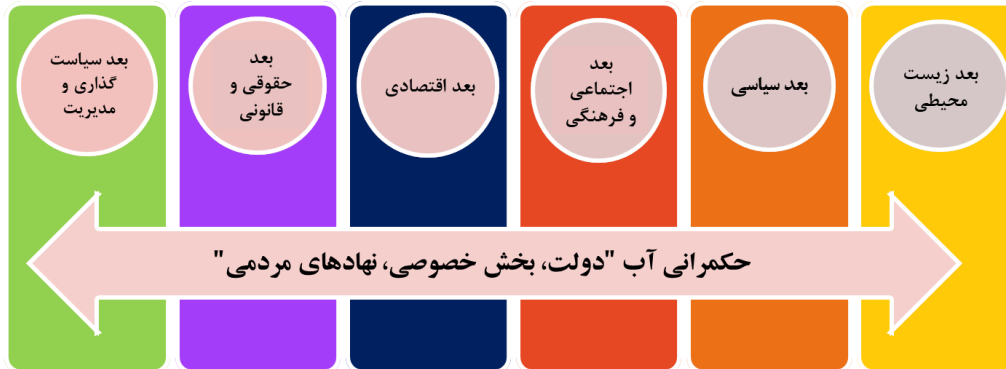 بعد زیست
محیطی
بعد سیاسی
بعد
اجتماعی
و فرهنگی
بعد اقتصادی
بعد
حقوقی و
قانونی
بعد سیاست
گذاری و
مدیریت
حکمرانی آب "دولت، بخش خصوصی، نهادهای مردمی"